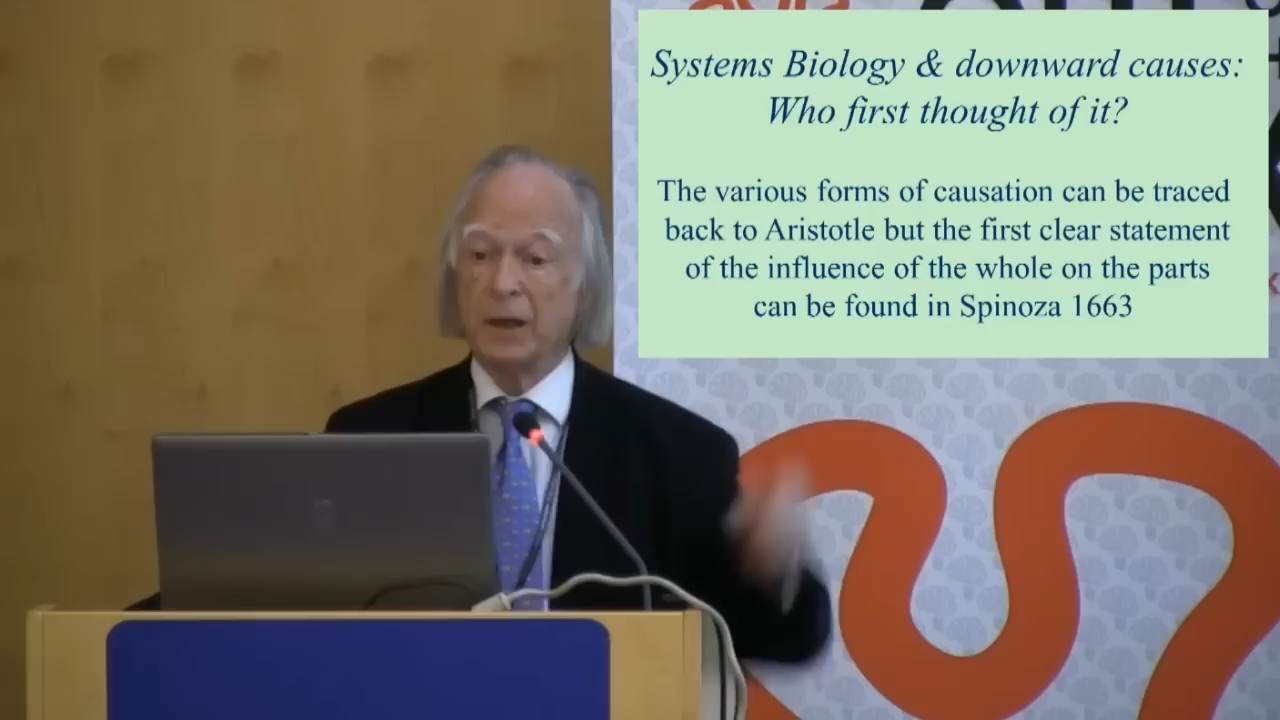 Systems Biology & downward causes:
Who first thought of it?
The various forms of causation can be traced
back to Aristotle but the first clear statement
of the influence of the whole on the parts
can be found in Spinoza 1663